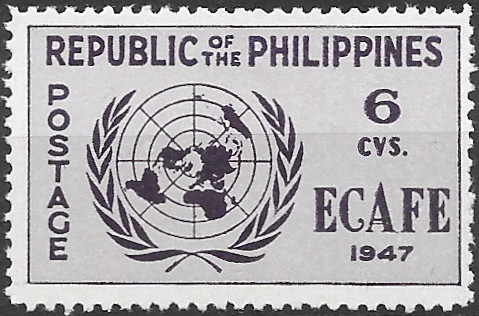 REPUBLIC OF THE PHILIPPINES
POSTAGE
6
CVS.
ECAFE
1947